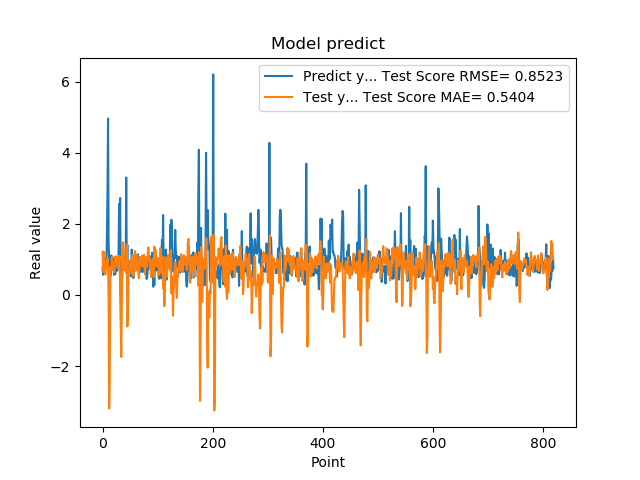 Model predict
Predict y... Test Score RMSE= 0.8523
Test y... Test Score MAE= 0.5404
Real value
6
4
2
0
−2
0 200 400 600 800
Point